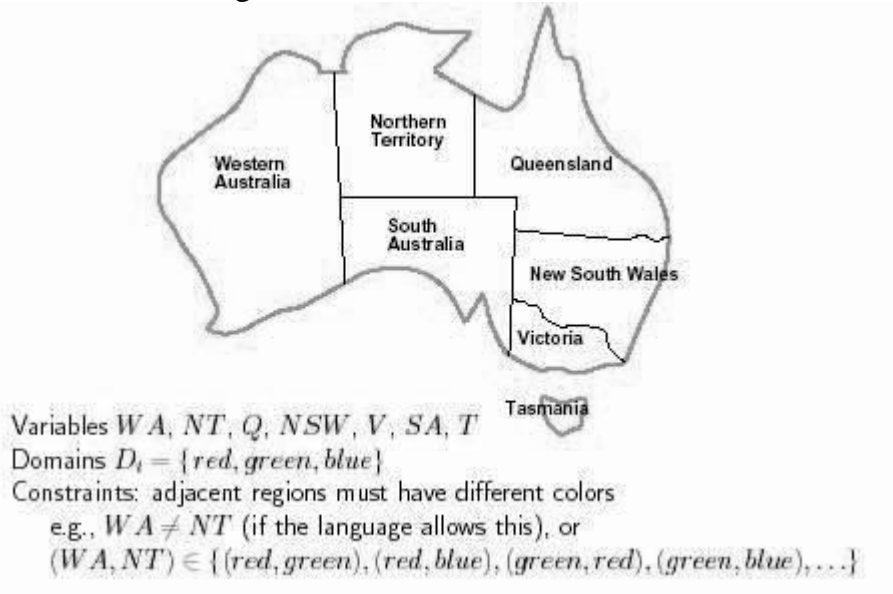 Northern
Territory
Western
Australia
Queensland
South
Australia
New South Wales
Victoria
Tasmania
Variables WA, NT, Q, NSW, V, SA, T
Domains Dᵢ = {red, green, blue}
Constraints: adjacent regions must have different colors
e.g., WA ≠ NT (if the language allows this), or
(WA, NT) ∈ {(red, green), (red, blue), (green, red), (green, blue), ...}